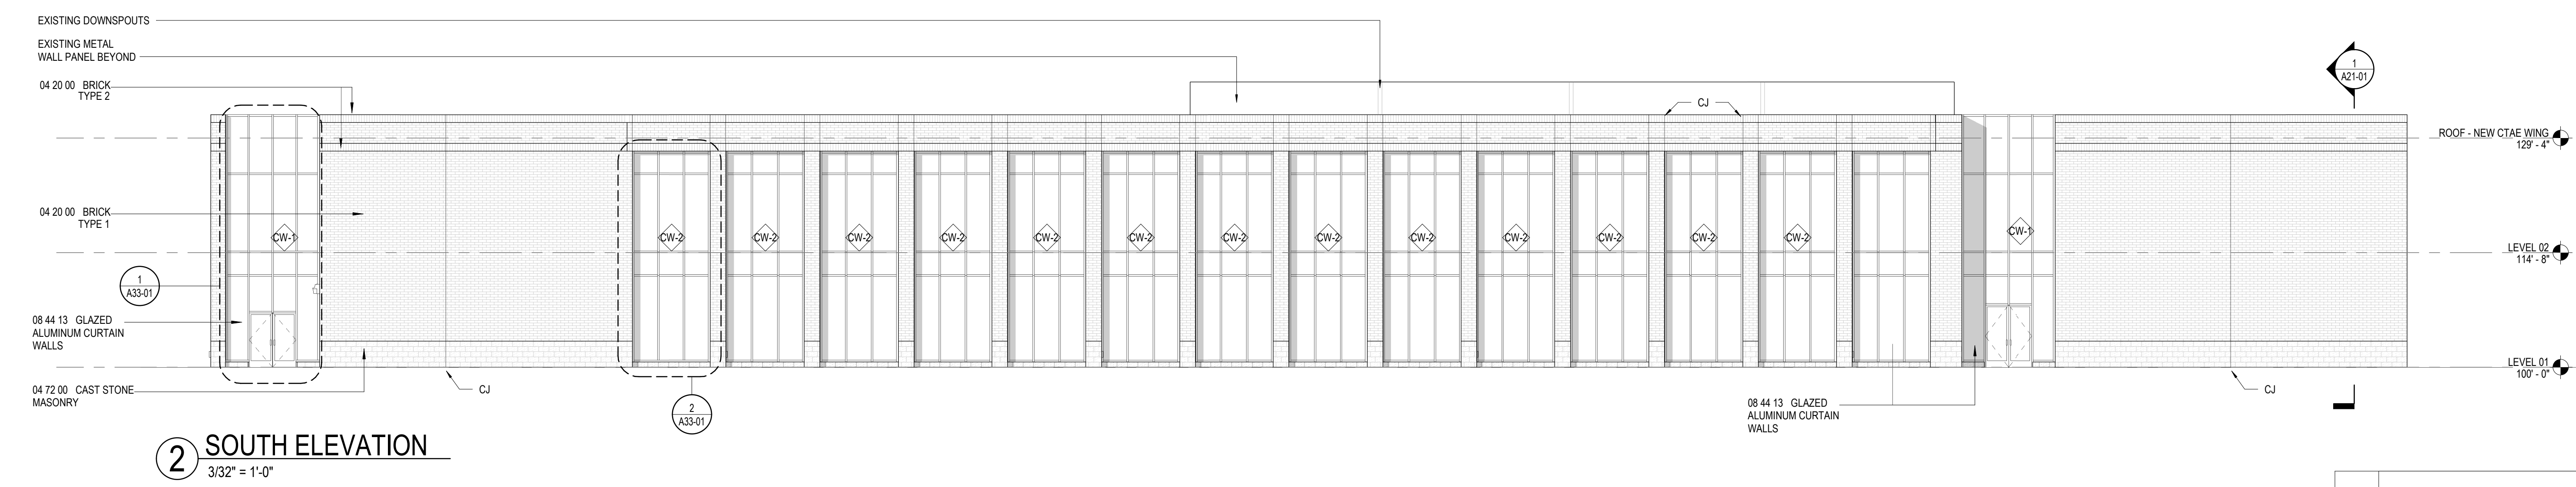 EXISTING DOWNSPOUTS
EXISTING METAL
WALL PANEL BEYOND
04 20 00 BRICK
TYPE 2
04 20 00 BRICK
TYPE 1
1
A33-01
08 44 13 GLAZED
ALUMINUM CURTAIN
WALLS
04 72 00 CAST STONE
MASONRY
CJ
CW-1
CW-2
CW-2
CW-2
CW-2
CW-2
CW-2
CW-2
CW-2
CW-2
CW-2
CW-2
CW-2
CW-2
CW-1
CJ
2
A33-01
08 44 13 GLAZED
ALUMINUM CURTAIN
WALLS
CJ
1
A21-01
ROOF - NEW CTAE WING
129' - 4"
LEVEL 02
114' - 8"
LEVEL 01
100' - 0"
2
SOUTH ELEVATION
3/32" = 1'-0"